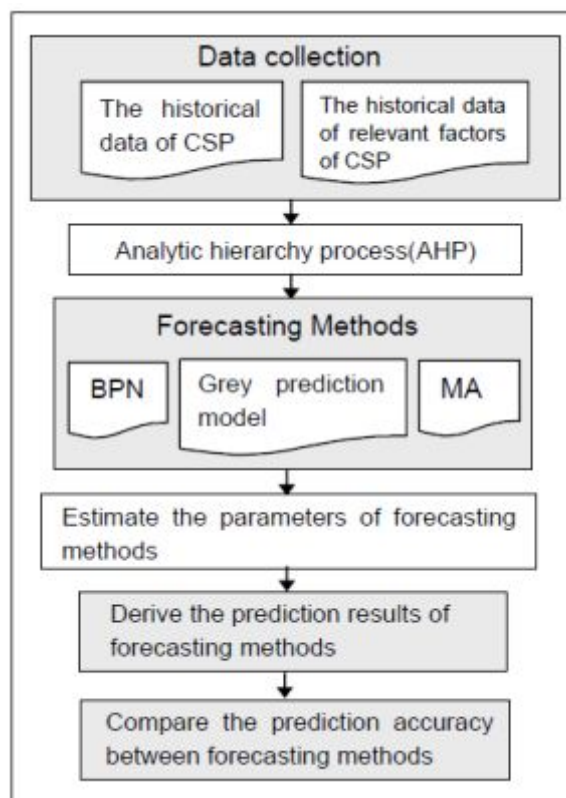 Data collection
The historical
data of CSP
The historical data
of relevant factors
of CSP
Analytic hierarchy process(AHP)
Forecasting Methods
BPN
Grey prediction
model
MA
Estimate the parameters of forecasting
methods
Derive the prediction results of
forecasting methods
Compare the prediction accuracy
between forecasting methods